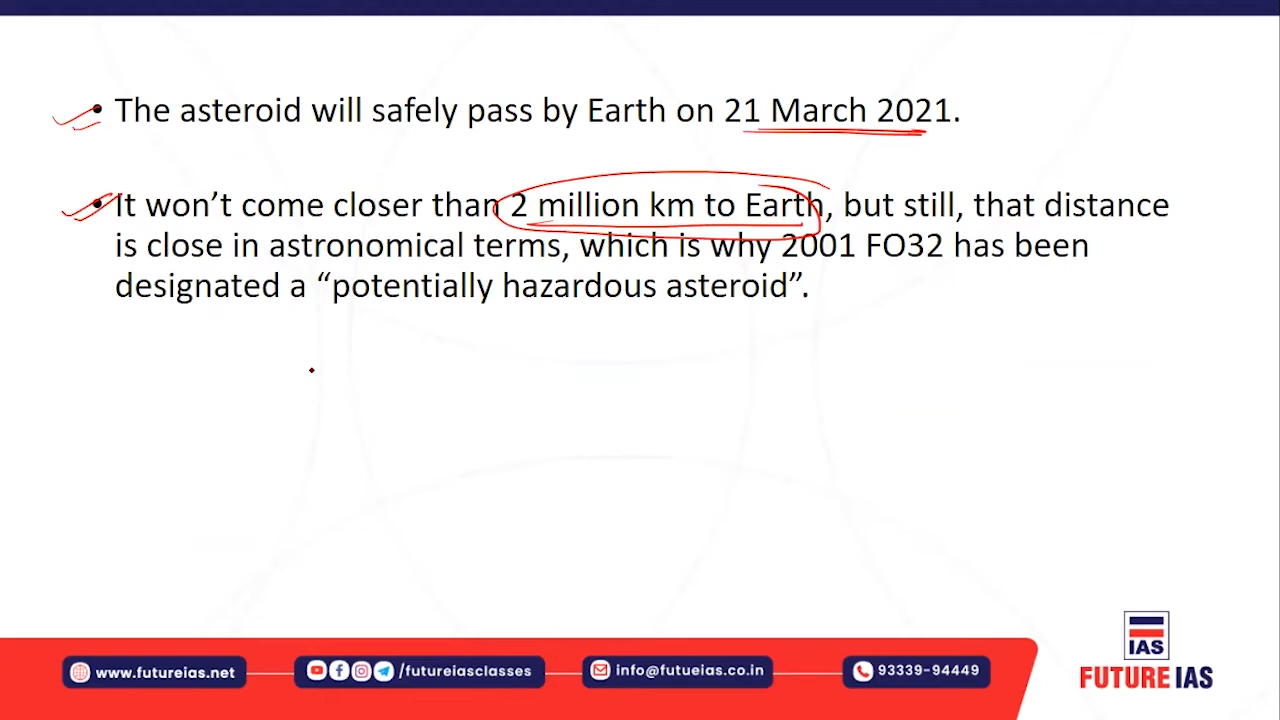 • The asteroid will safely pass by Earth on 21 March 2021.
• It won’t come closer than 2 million km to Earth, but still, that distance
is close in astronomical terms, which is why 2001 FO32 has been
designated a “potentially hazardous asteroid”.
IAS
www.futureias.net /futureiasclasses info@futueias.co.in 93339-94449 FUTURE IAS